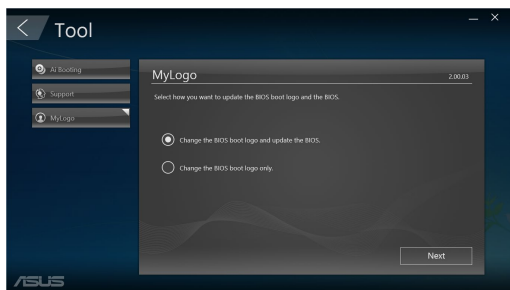 Tool
Ai Booting
Support
MyLogo
MyLogo
2.00.03
Select how you want to update the BIOS boot logo and the BIOS.
Change the BIOS boot logo and update the BIOS.
Change the BIOS boot logo only.
Next
ASUS